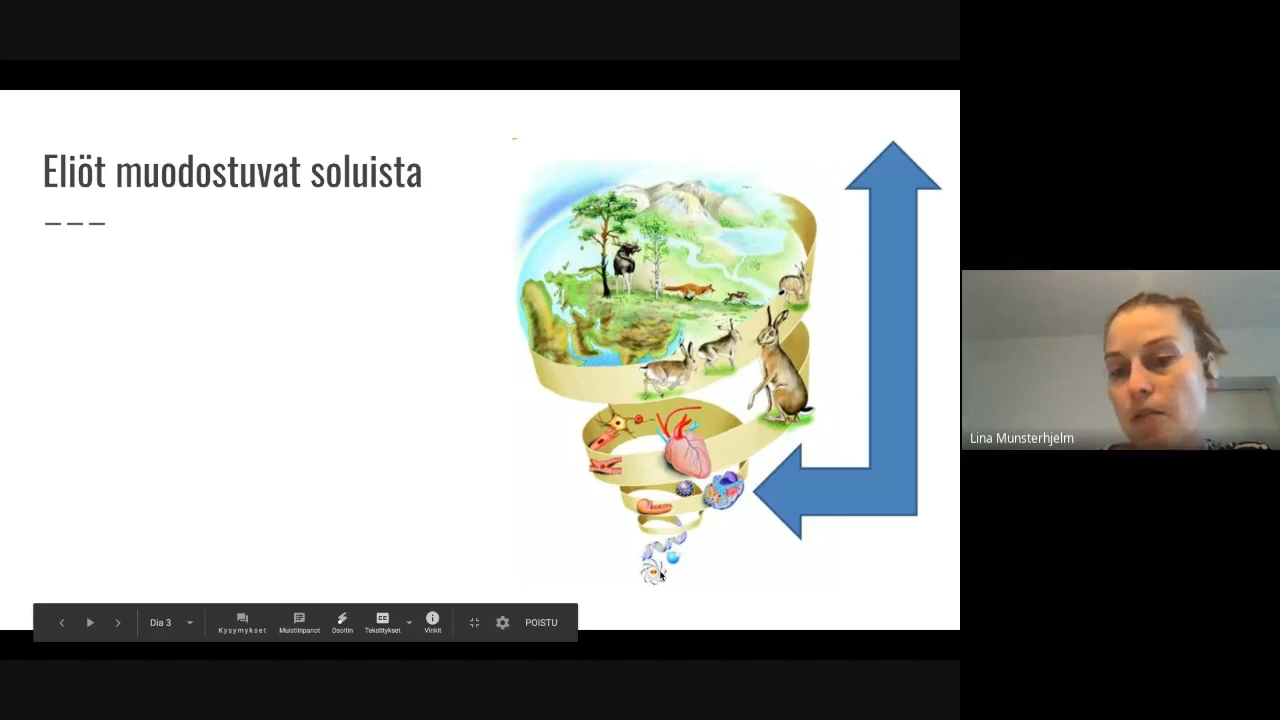 Eliöt muodostuvat soluista
Lina Munsterhjelm
Dia 3
Kysymykset
Muistiinpanot
Osoitin
Tekstitykset
Vinkit
POISTU